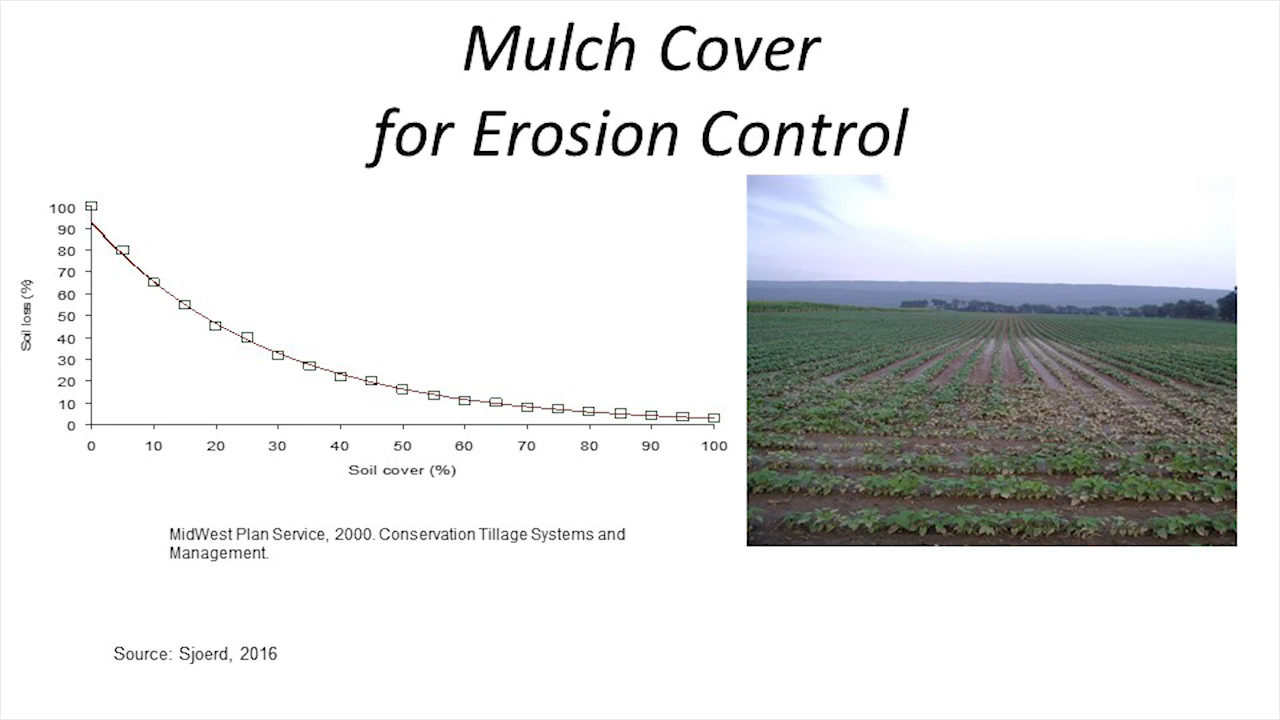 Mulch Cover
for Erosion Control
100
90
80
70
60
50
40
30
20
10
0
Soil loss (%)
0 10 20 30 40 50 60 70 80 90 100
Soil cover (%)
MidWest Plan Service, 2000. Conservation Tillage Systems and
Management.
Source: Sjoerd, 2016